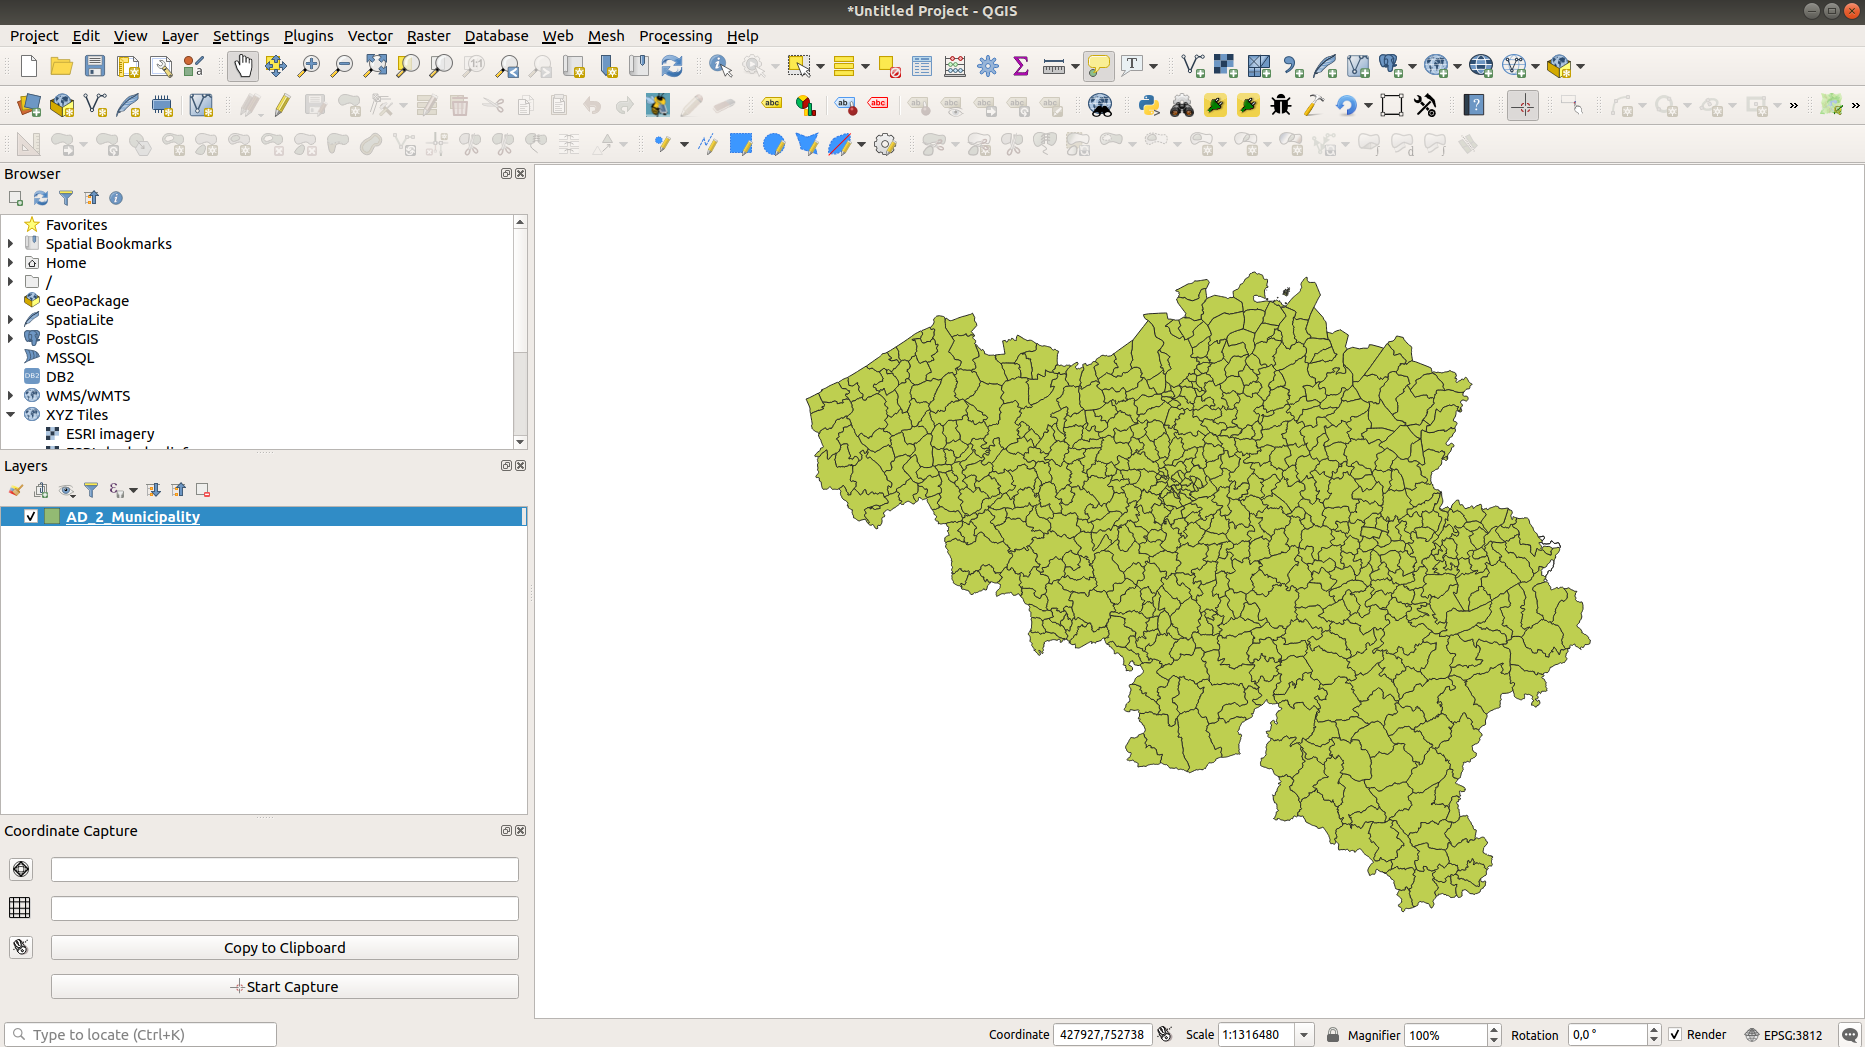 *Untitled Project - QGIS
Project Edit View Layer Settings Plugins Vector Raster Database Web Mesh Processing Help
Browser
Favorites
Spatial Bookmarks
Home
/
GeoPackage
SpatiaLite
PostGIS
MSSQL
DB2
WMS/WMTS
XYZ Tiles
ESRI imagery
Layers
AD_2_Municipality
Coordinate Capture
Copy to Clipboard
Start Capture
Type to locate (Ctrl+K)
Coordinate 427927,752738 Scale 1:1316480 Magnifier 100% Rotation 0,0 ° Render EPSG:3812